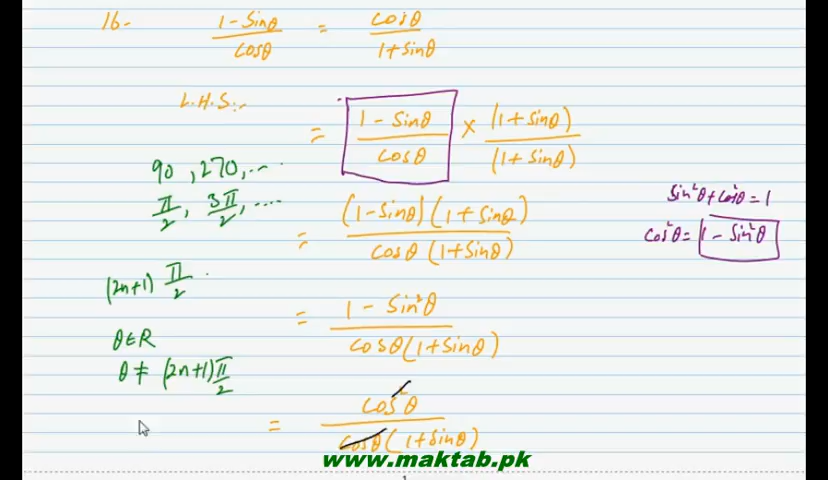 16- (1 - sinθ)/cosθ = cosθ/(1 + sinθ)
L.H.S:-
= (1 - sinθ)/cosθ × (1 + sinθ)/(1 + sinθ)
90, 270, ...
π/2, 3π/2, ....
sin²θ + cos²θ = 1
cos²θ = 1 - sin²θ
= (1 - sinθ)(1 + sinθ)/cosθ(1 + sinθ)
(2n+1) π/2 .
= 1 - sin²θ/cosθ(1 + sinθ)
θ ∈ R
θ ≠ (2n+1) π/2
= cos²θ/cosθ(1 + sinθ)
www.maktab.pk